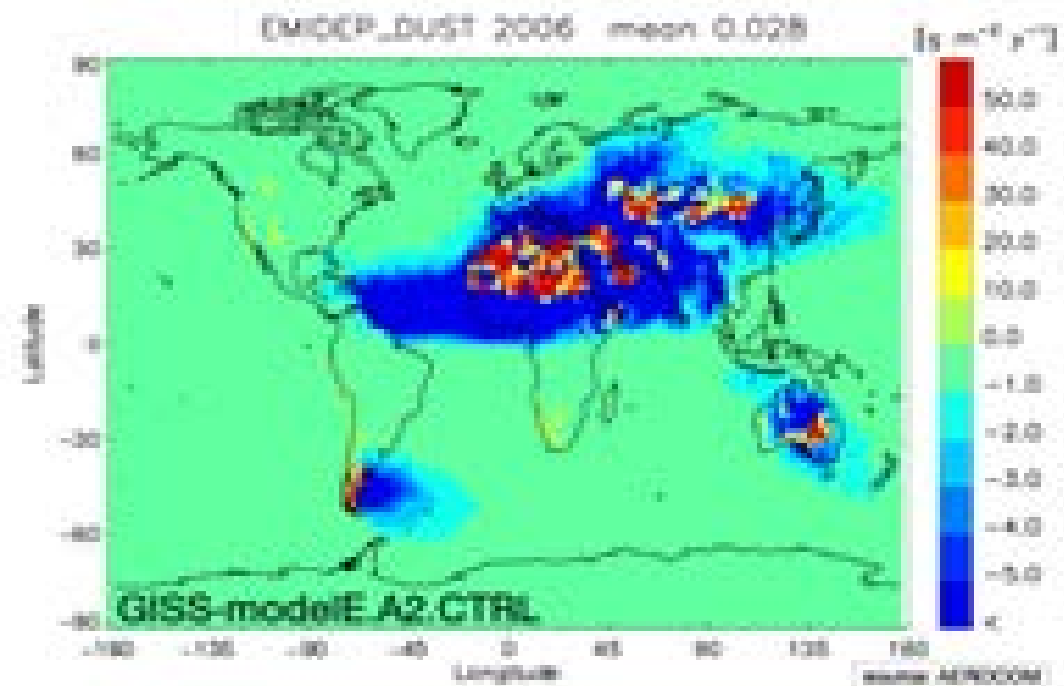 EMIDEP_DUST 2006 mean 0.028
[g m⁻² y⁻¹]
90
60
30
0
-30
-60
-90
Latitude
50.0
40.0
30.0
20.0
10.0
0.0
-1.0
-2.0
-3.0
-4.0
-5.0
<
GISS-modelE.A2.CTRL
-180 -135 -90 -45 0 45 90 135 180
Longitude
source: AEROCOM